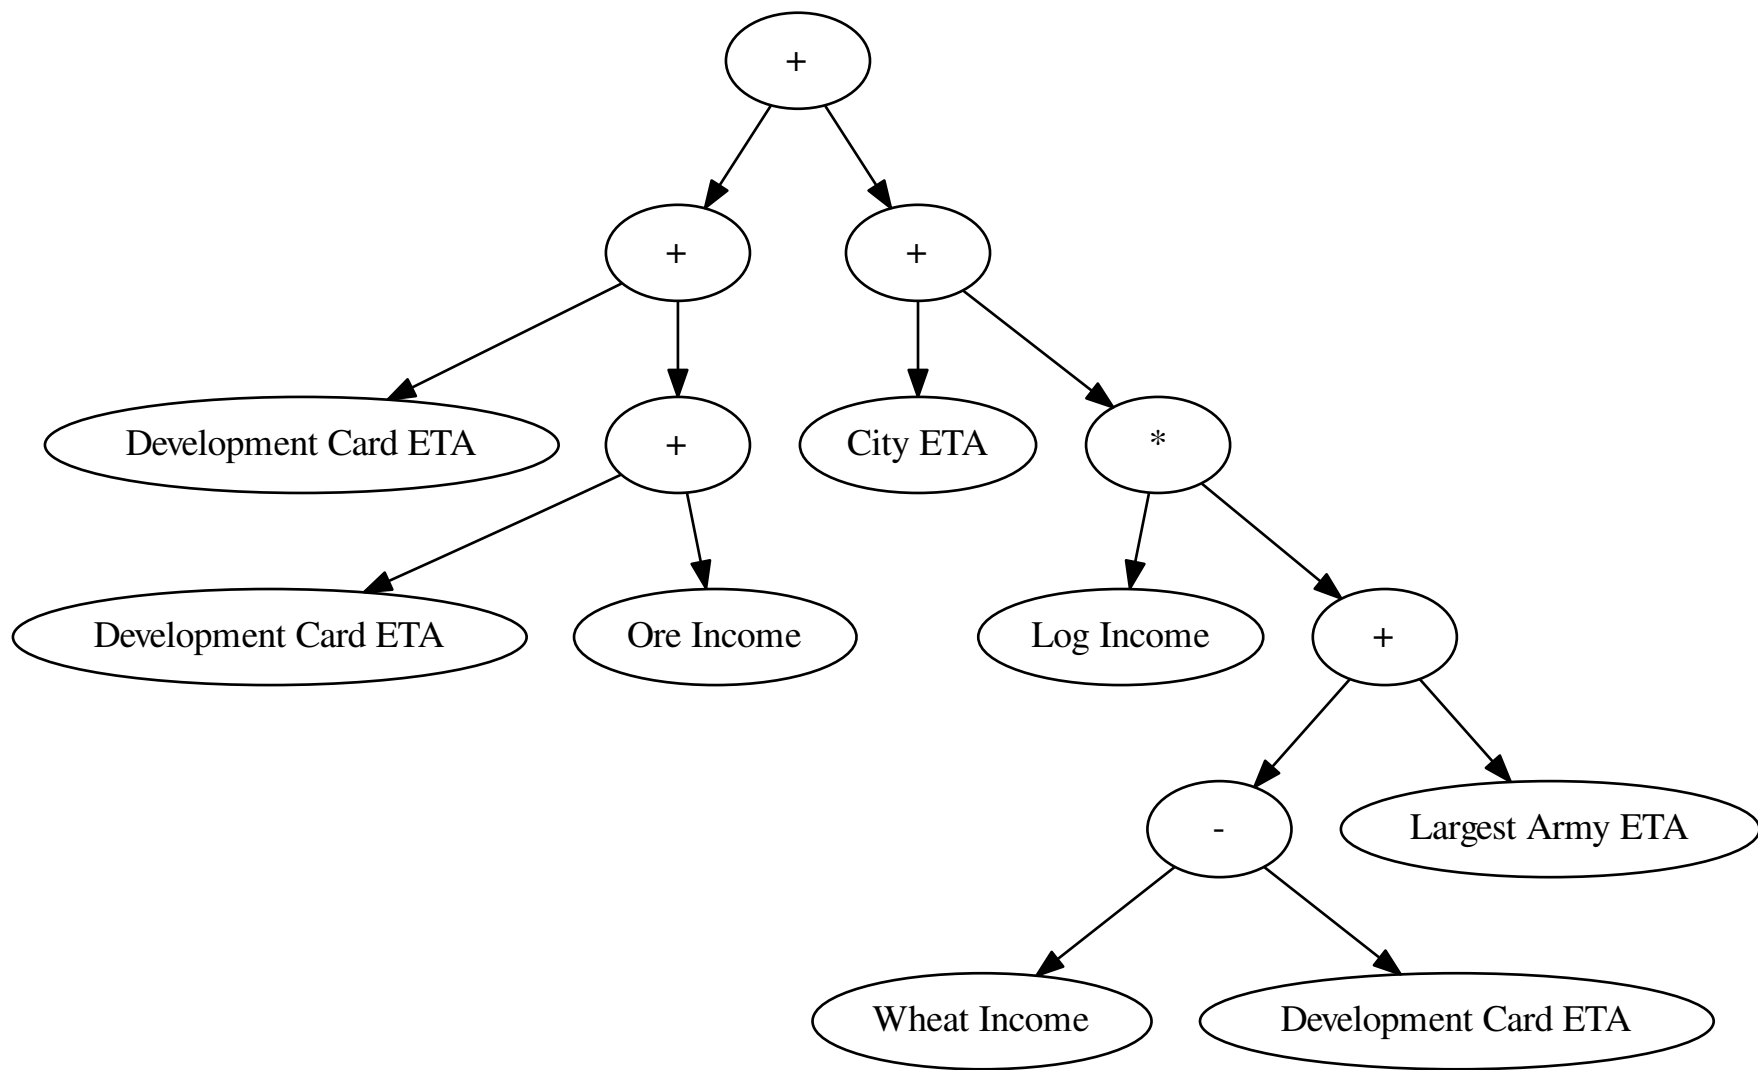 +
+
+
Development Card ETA
+
City ETA
*
Development Card ETA
Ore Income
Log Income
+
-
Largest Army ETA
Wheat Income
Development Card ETA